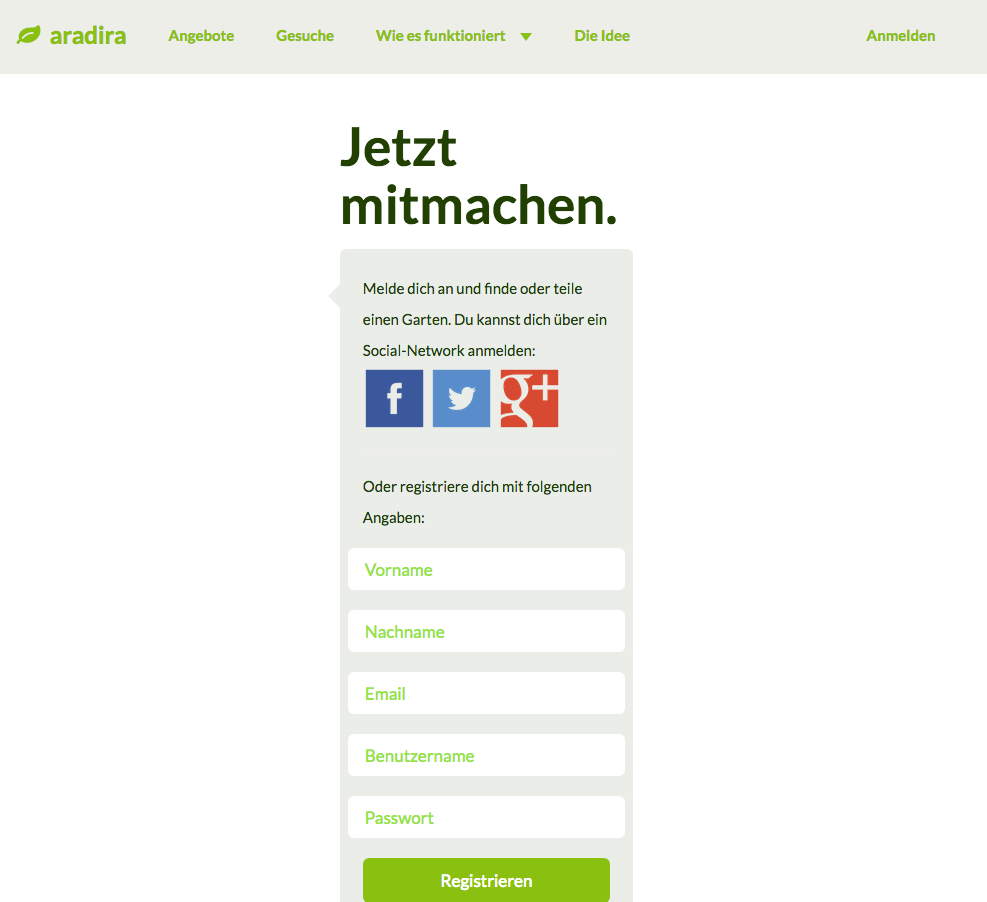 aradira
Angebote
Gesuche
Wie es funktioniert
Die Idee
Anmelden
Jetzt
mitmachen.
Melde dich an und finde oder teile
einen Garten. Du kannst dich über ein
Social-Network anmelden:
f
g+
Oder registriere dich mit folgenden
Angaben:
Vorname
Nachname
Email
Benutzername
Passwort
Registrieren